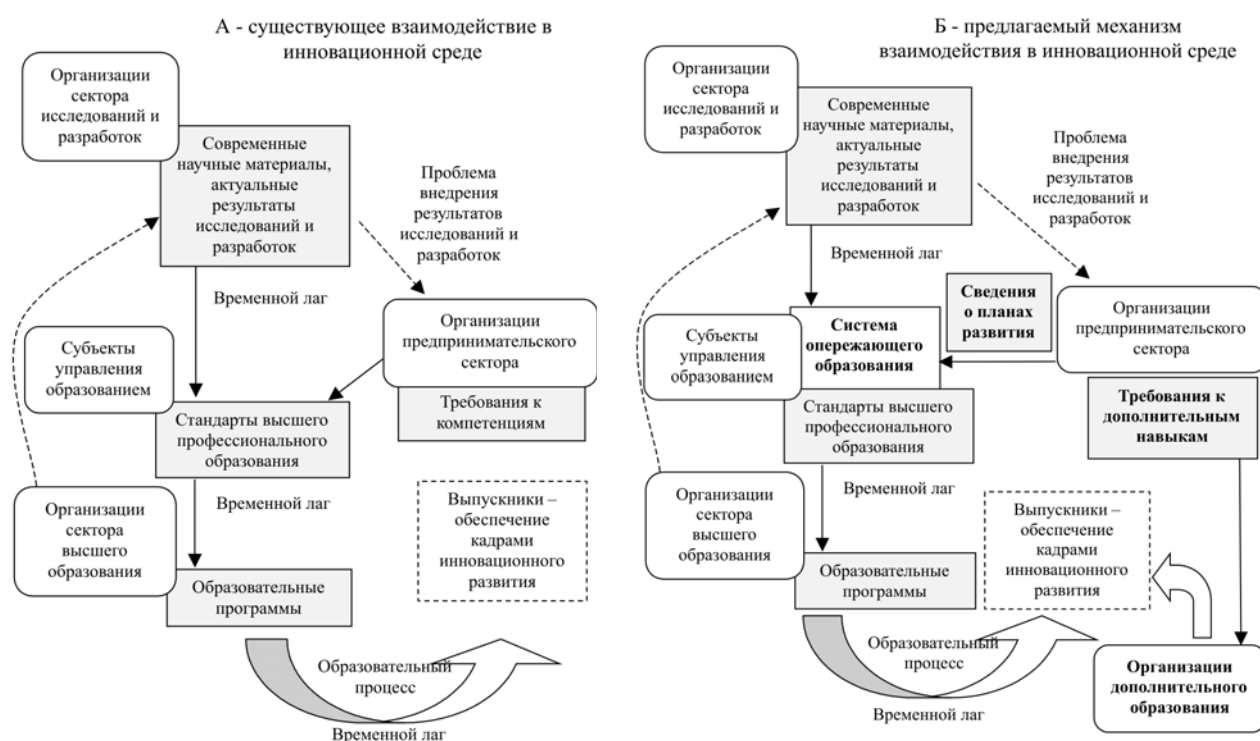 А - существующее взаимодействие в
инновационной среде
Организации
сектора
исследований и
разработок
Современные
научные материалы,
актуальные
результаты
исследований и
разработок
Проблема
внедрения
результатов
исследований и
разработок
Временной лаг
Субъекты
управления
образованием
Организации
предпринимательского
сектора
Требования к
компетенциям
Стандарты высшего
профессионального
образования
Временной лаг
Организации
сектора
высшего
образования
Выпускники –
обеспечение
кадрами
инновационного
развития
Образовательные
программы
Образовательный
процесс
Временной лаг
Б - предлагаемый механизм
взаимодействия в инновационной среде
Организации
сектора
исследований и
разработок
Современные
научные материалы,
актуальные
результаты
исследований и
разработок
Проблема
внедрения
результатов
исследований и
разработок
Временной лаг
Сведения
о планах
развития
Организации
предпринимательского
сектора
Субъекты
управления
образованием
Система
опережающего
образования
Стандарты высшего
профессионального
образования
Требования к
дополнительным
навыкам
Временной лаг
Организации
сектора
высшего
образования
Выпускники –
обеспечение
кадрами
инновационного
развития
Образовательные
программы
Образовательный
процесс
Временной лаг
Организации
дополнительного
образования